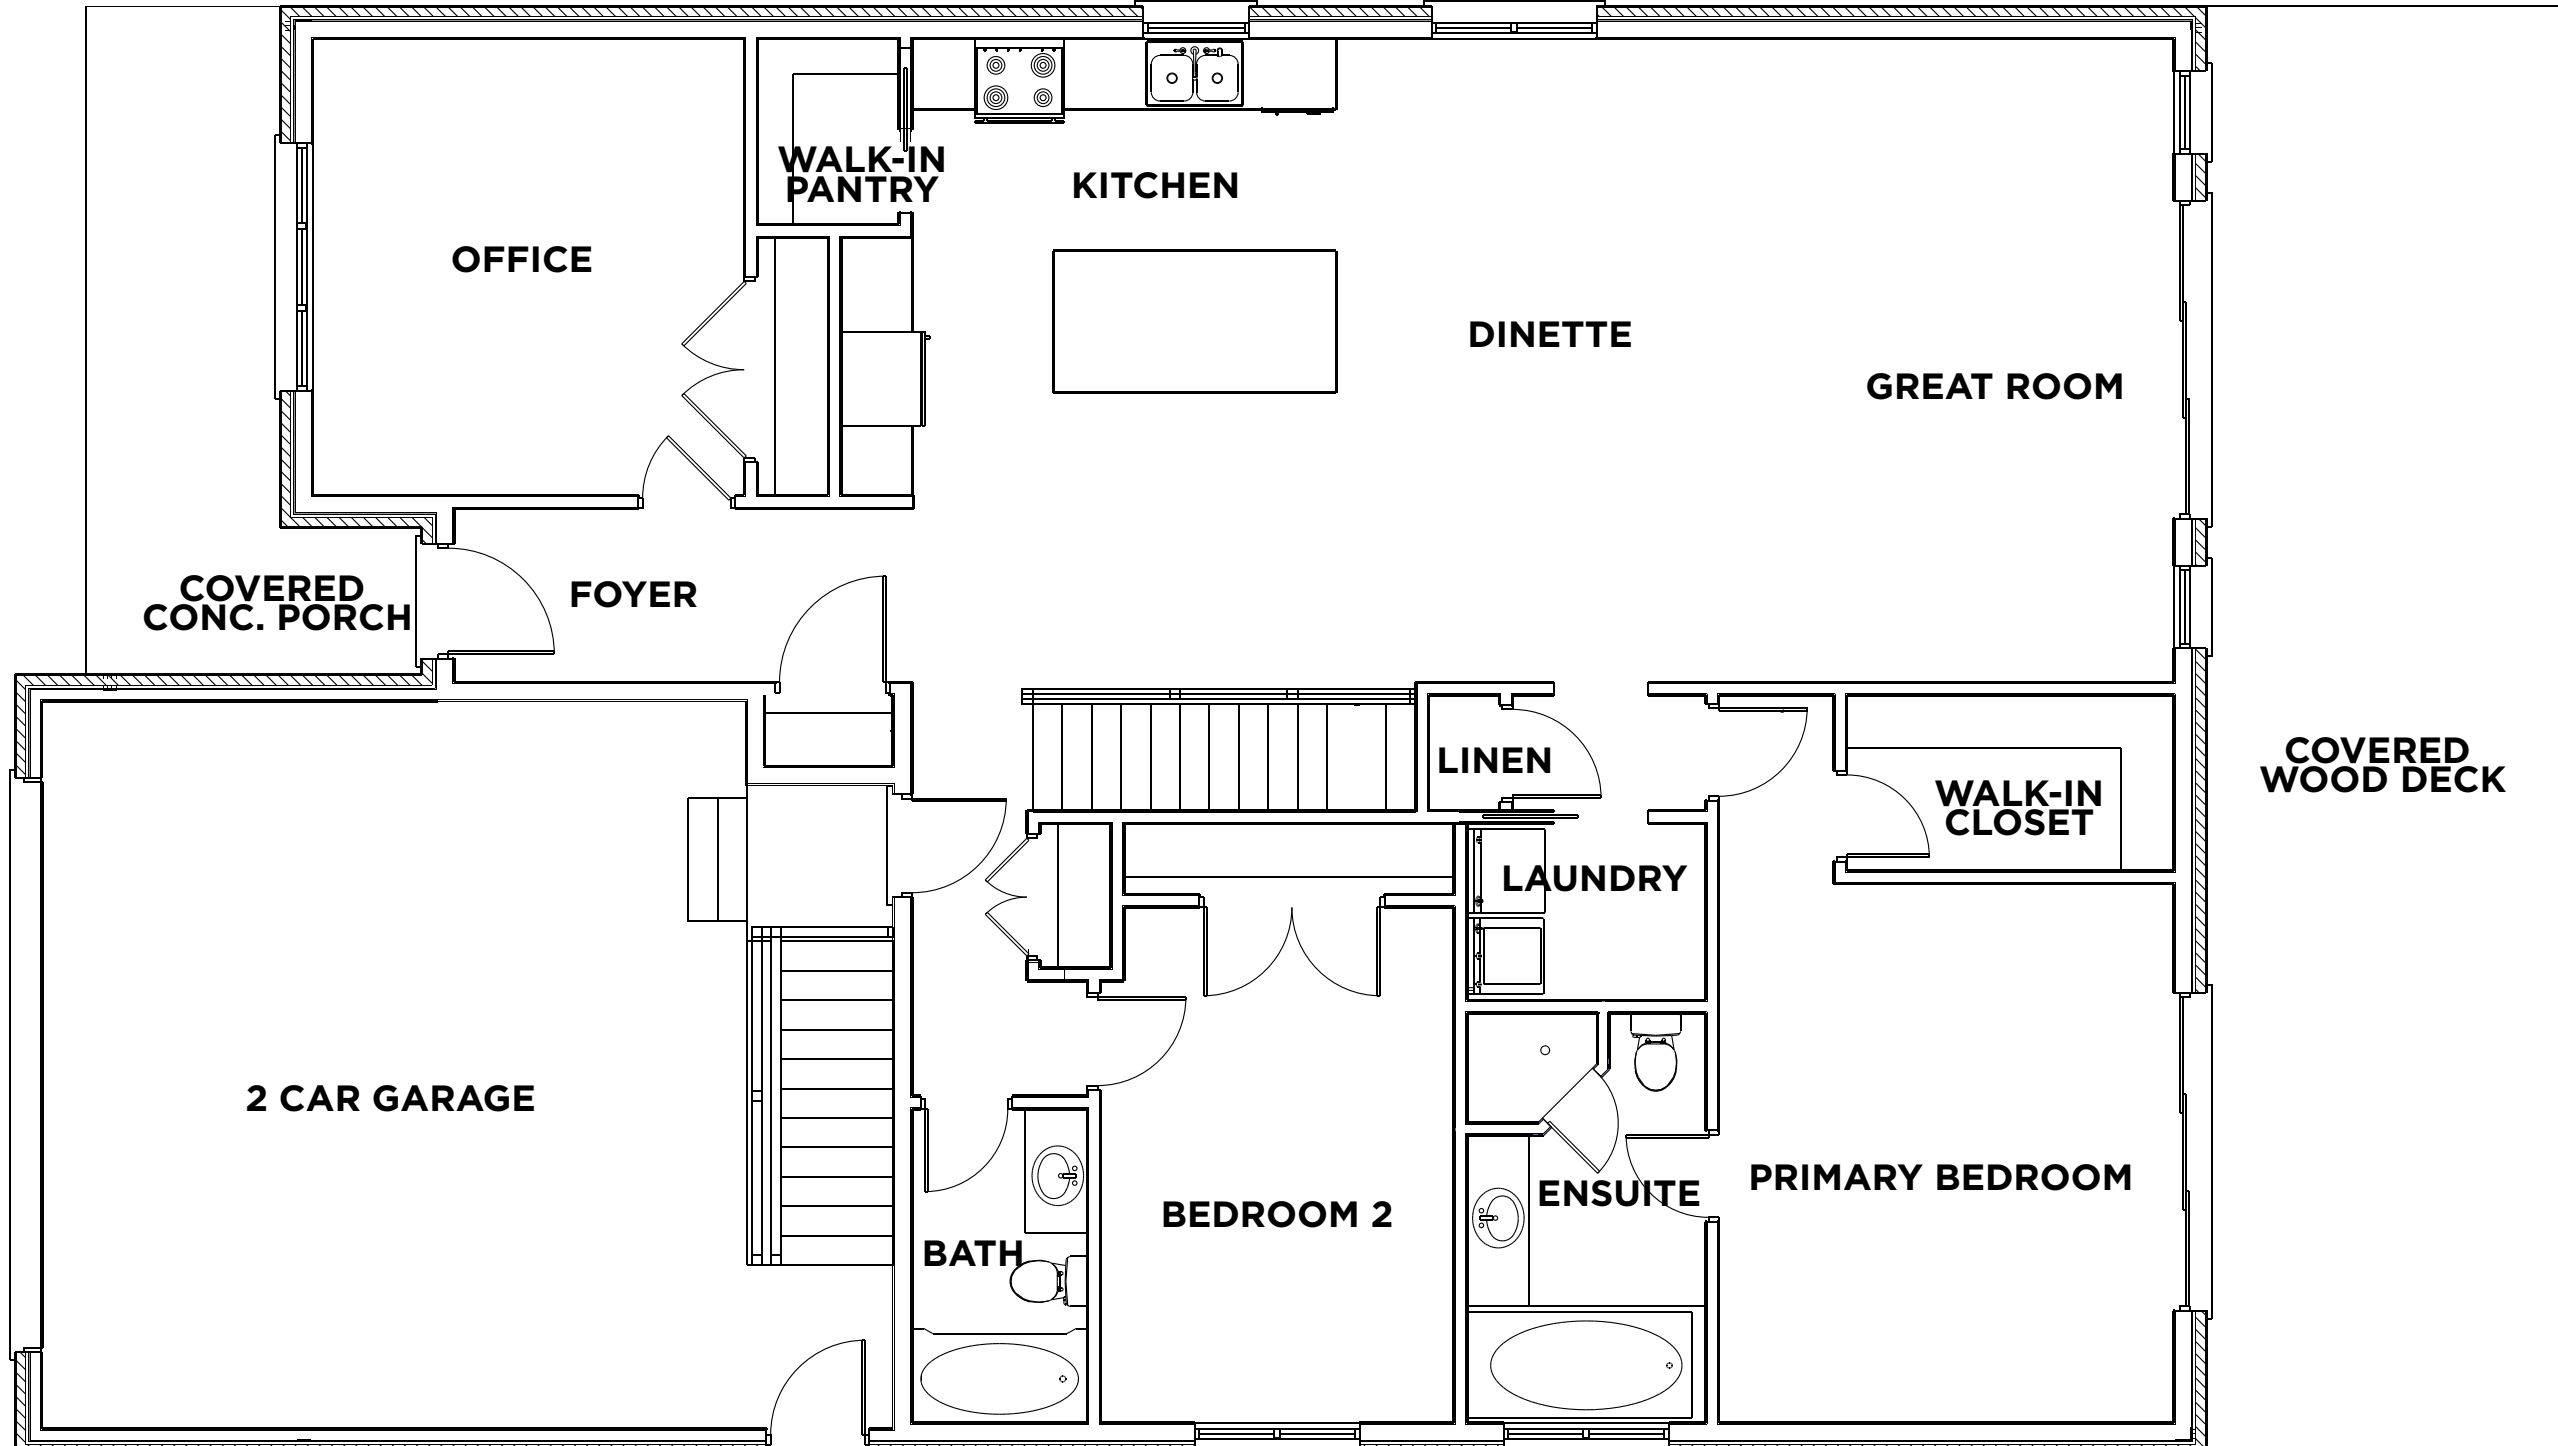 WALK-IN
PANTRY
KITCHEN
OFFICE
DINETTE
GREAT ROOM
COVERED
CONC. PORCH
FOYER
LINEN
COVERED
WOOD DECK
WALK-IN
CLOSET
LAUNDRY
2 CAR GARAGE
PRIMARY BEDROOM
ENSUITE
BEDROOM 2
BATH